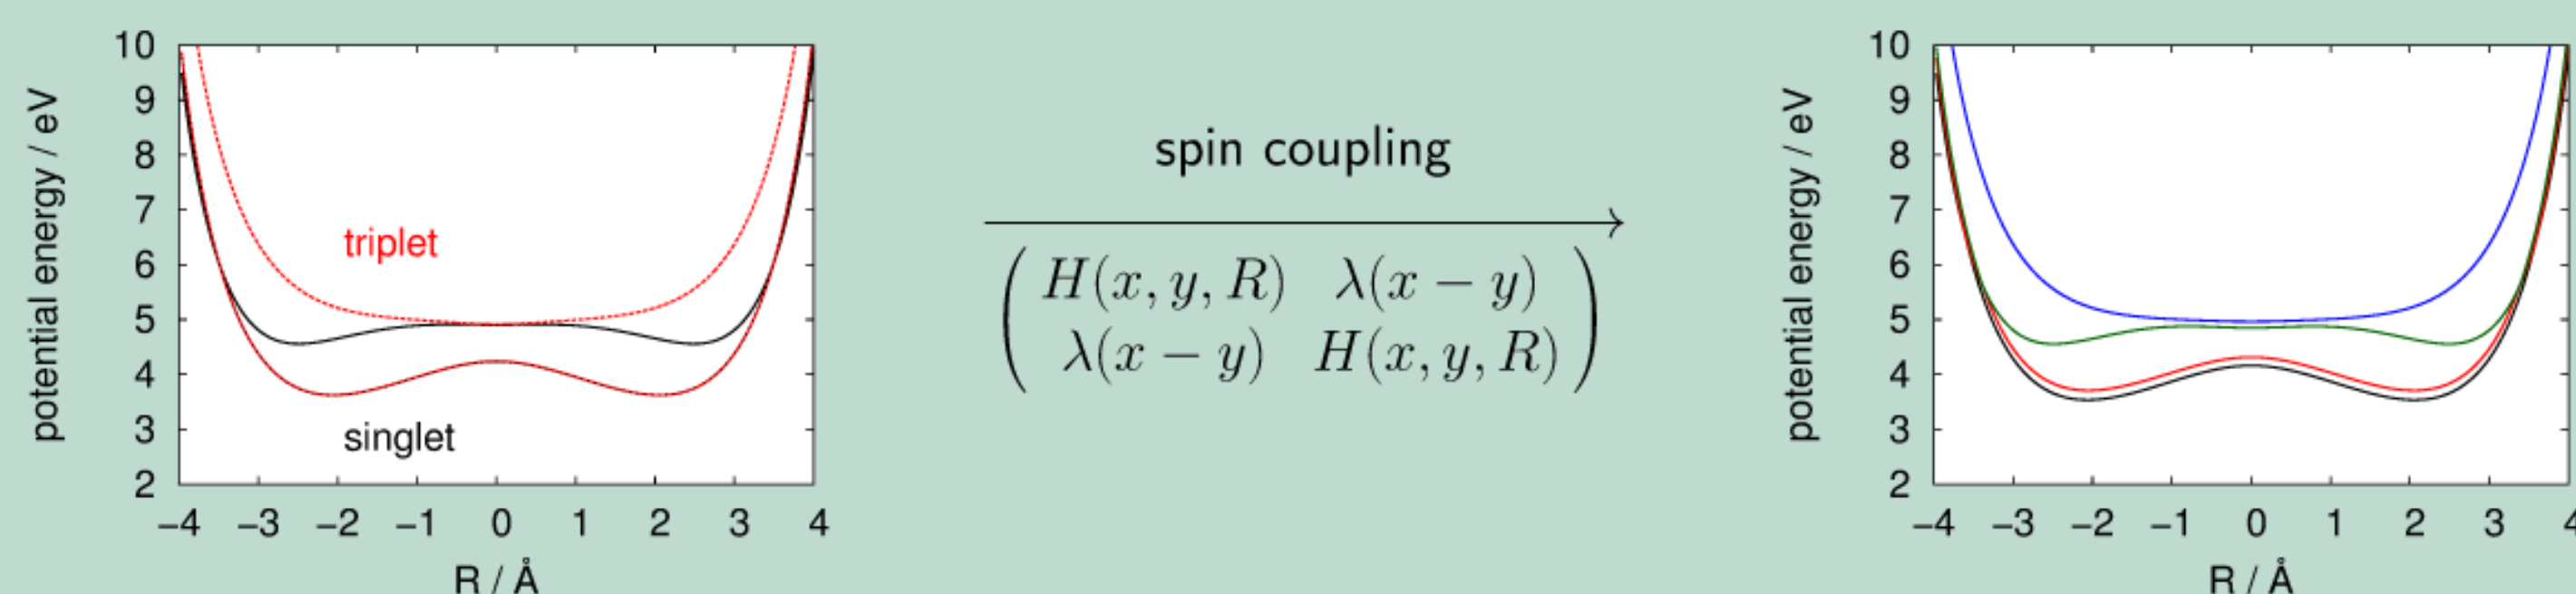 10
9
8
7
6
5
4
3
2
potential energy / eV
triplet
singlet
−4 −3 −2 −1 0 1 2 3 4
R / Å
spin coupling
( H(x, y, R) λ(x − y) )
( λ(x − y) H(x, y, R) )
10
9
8
7
6
5
4
3
2
potential energy / eV
−4 −3 −2 −1 0 1 2 3 4
R / Å